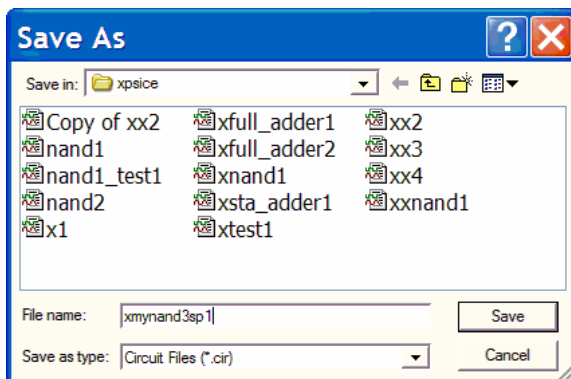 Save As
Save in: xpsice
Copy of xx2 xfull_adder1 xx2
nand1 xfull_adder2 xx3
nand1_test1 xnand1 xx4
nand2 xsta_adder1 xxnand1
x1 xtest1
File name: xmynand3sp1 Save
Save as type: Circuit Files (*.cir) Cancel